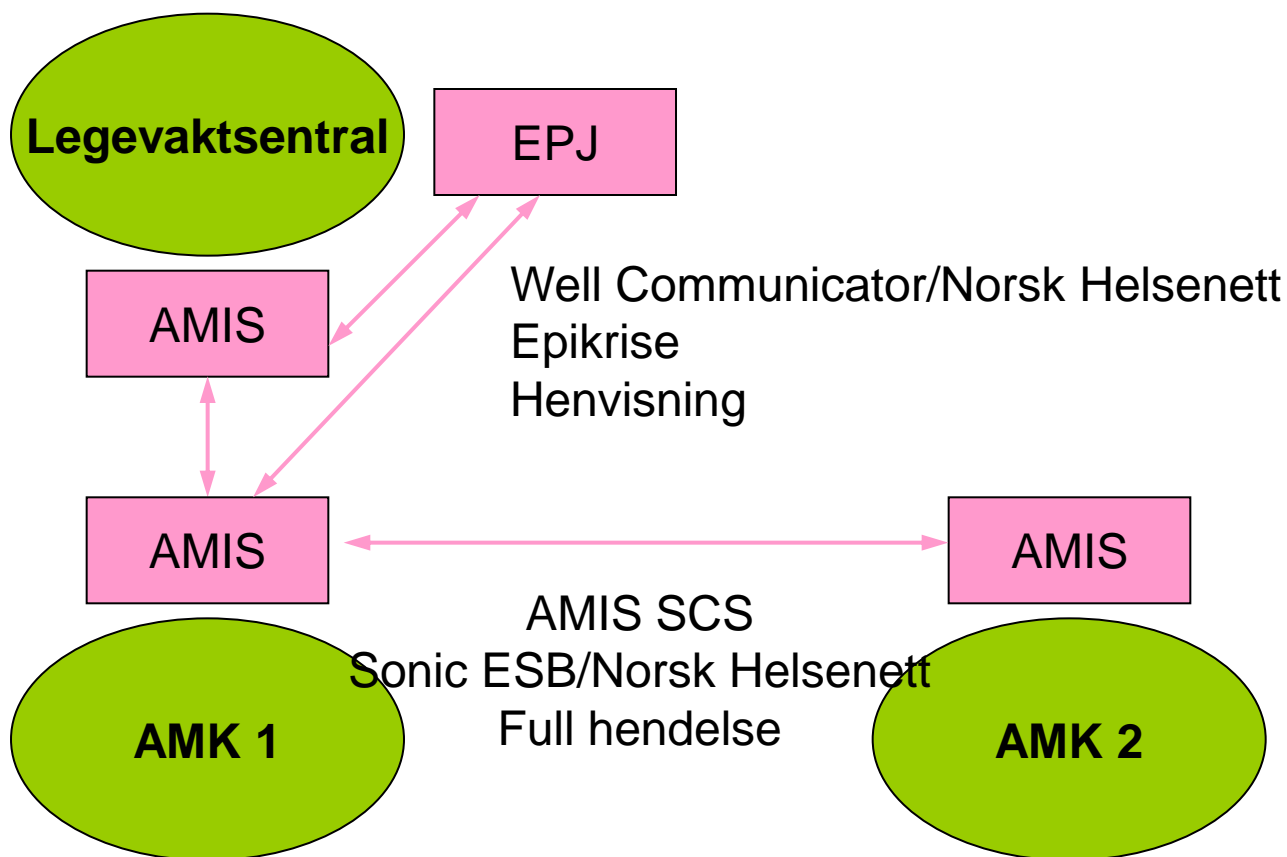 Legevaktsentral
EPJ
AMIS
Well Communicator/Norsk Helsenett
Epikrise
Henvisning
AMIS
AMIS
AMIS SCS
Sonic ESB/Norsk Helsenett
Full hendelse
AMK 1
AMK 2